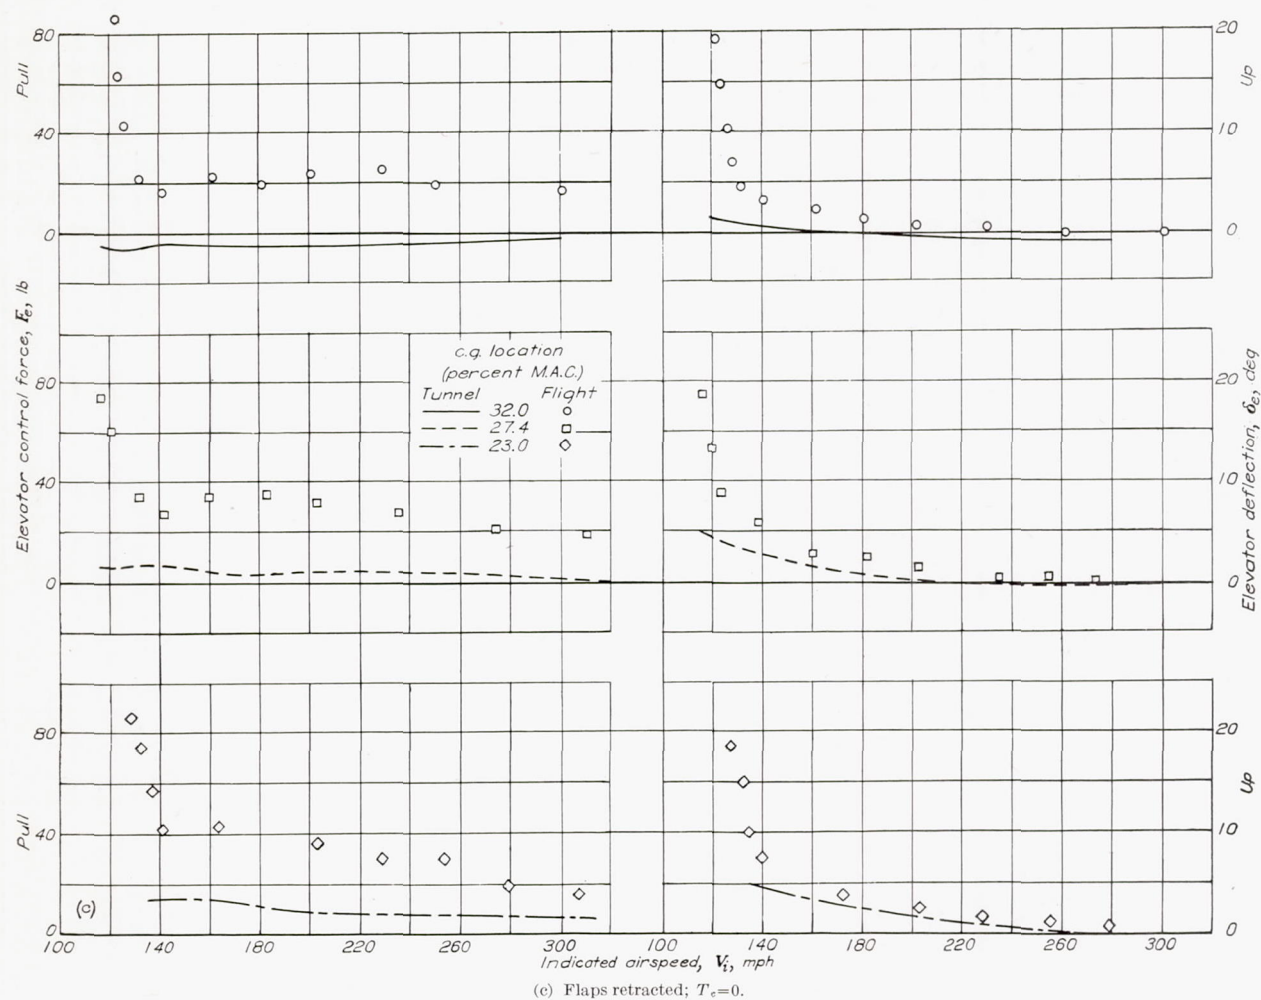 80
40
0
Pull
20
10
0
Up
Elevator control force, Fe, lb
80
40
0
c.g. location
(percent M.A.C.)
Tunnel Flight
32.0
27.4
23.0
20
10
0
Elevator deflection, δe, deg
80
40
0
Pull
(c)
20
10
0
Up
100 140 180 220 260 300 100 140 180 220 260 300
Indicated airspeed, Vi, mph
(c) Flaps retracted; Tc=0.